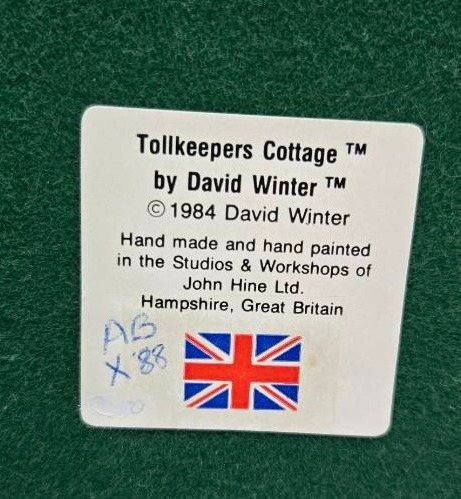 Tollkeepers Cottage ™
by David Winter ™
© 1984 David Winter
Hand made and hand painted
in the Studios & Workshops of
John Hine Ltd.
Hampshire, Great Britain
AB
X '88